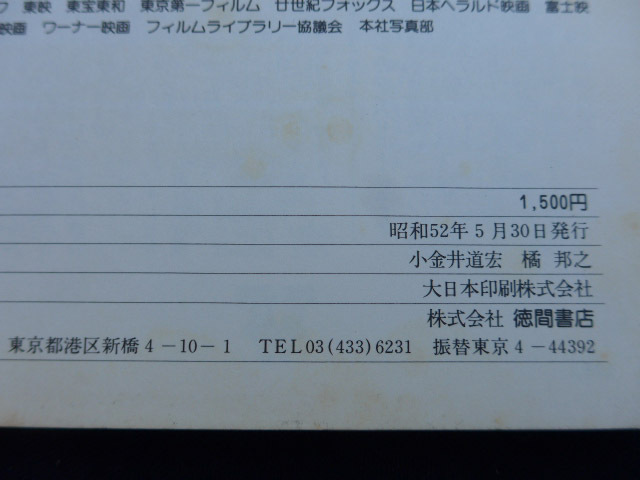 東映 東宝東和 東京第一フィルム 廿世紀フォックス 日本ヘラルド映画 富士映
映画 ワーナー映画 フィルムライブラリー協議会 本社写真部
1,500円
昭和52年5月30日発行
小金井道宏 橘 邦之
大日本印刷株式会社
株式会社 徳間書店
東京都港区新橋4-10-1 TEL03(433)6231 振替東京4-44392